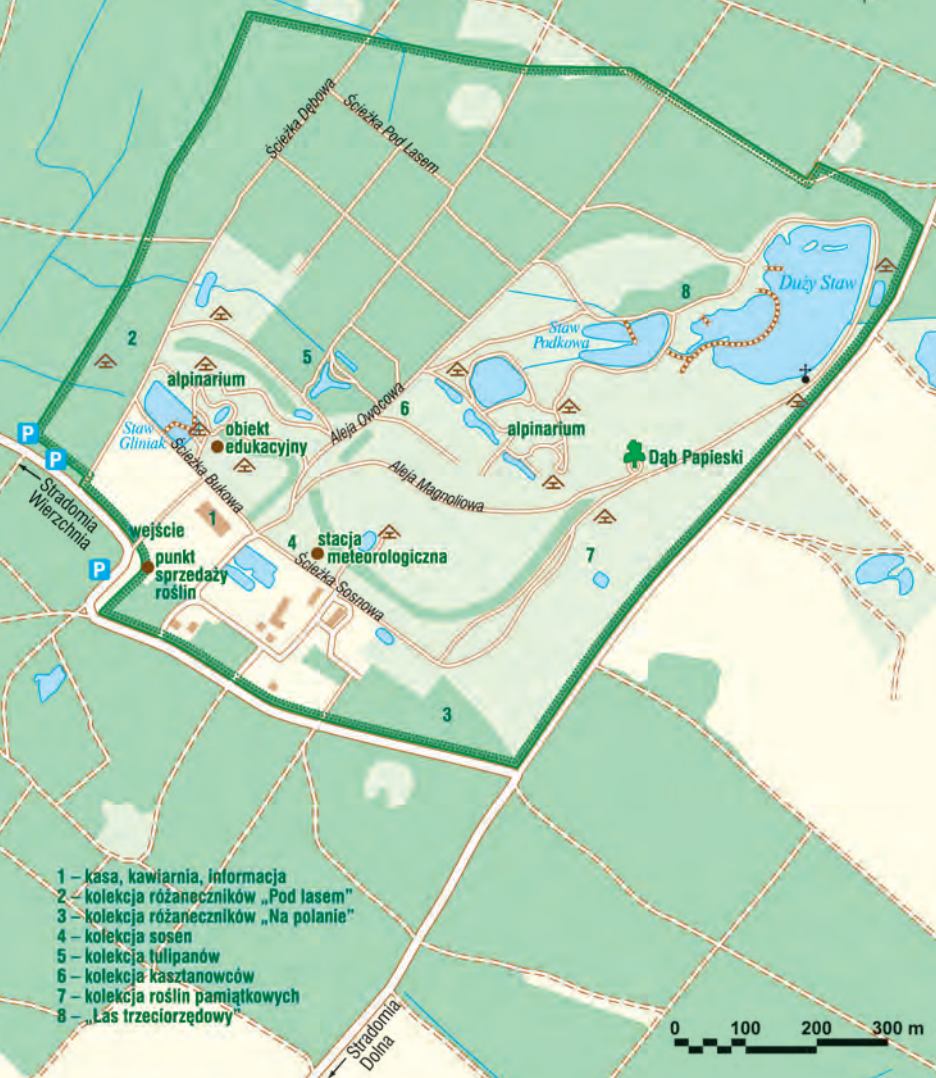 Ścieżka Dębowa
Ścieżka Pod Lasem
8
Duży Staw
Staw
Podkowa
2
5
alpinarium
6
Aleja Owocowa
alpinarium
Staw
Gliniak
obiekt
edukacyjny
P
P
Dąb Papieski
Ścieżka Bukowa
Aleja Magnoliowa
Stradomia
Wierzchnia
1
wejście
4
stacja
meteorologiczna
7
P
punkt
sprzedaży
roślin
Ścieżka Sosnowa
3
1 – kasa, kawiarnia, informacja
2 – kolekcja różaneczników „Pod lasem”
3 – kolekcja różaneczników „Na polanie”
4 – kolekcja sosen
5 – kolekcja tulipanów
6 – kolekcja kasztanowców
7 – kolekcja roślin pamiątkowych
8 – „Las trzeciorzędowy”
Stradomia
Dolna
0 100 200 300 m